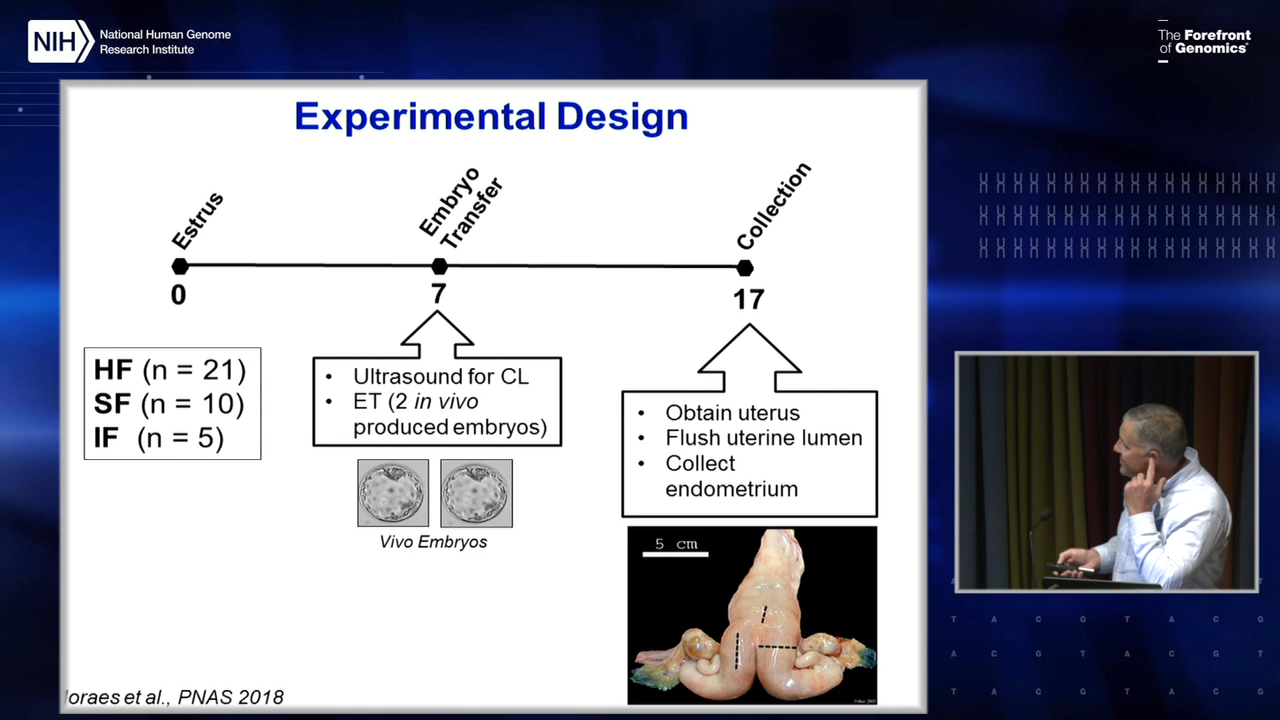 NIH
National Human Genome
Research Institute
The Forefront
of Genomics®
Experimental Design
Estrus
Embryo
Transfer
Collection
0
7
17
HF (n = 21)
SF (n = 10)
IF (n = 5)
• Ultrasound for CL
• ET (2 in vivo
produced embryos)
• Obtain uterus
• Flush uterine lumen
• Collect
endometrium
Vivo Embryos
5 cm
oraes et al., PNAS 2018
T A C G T A C G
A C G T A C G T
T A C G T A C G